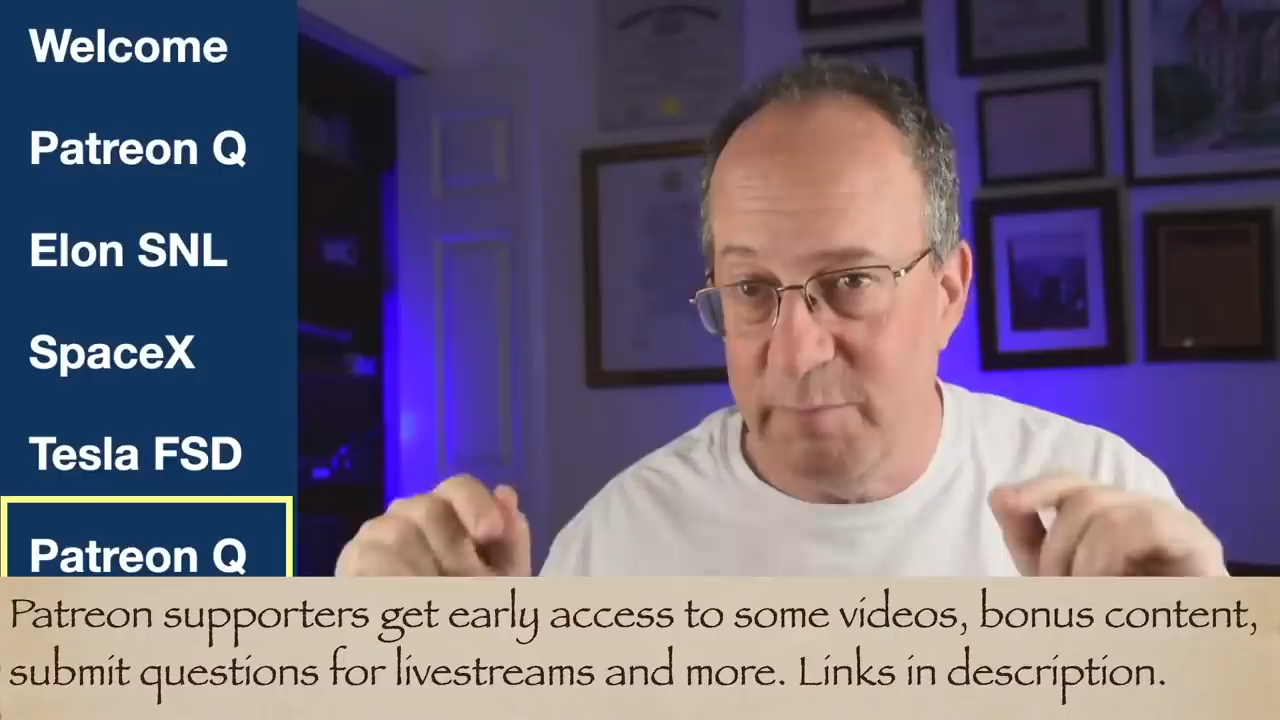 Welcome
Patreon Q
Elon SNL
SpaceX
Tesla FSD
Patreon Q
Patreon supporters get early access to some videos, bonus content,
submit questions for livestreams and more. Links in description.